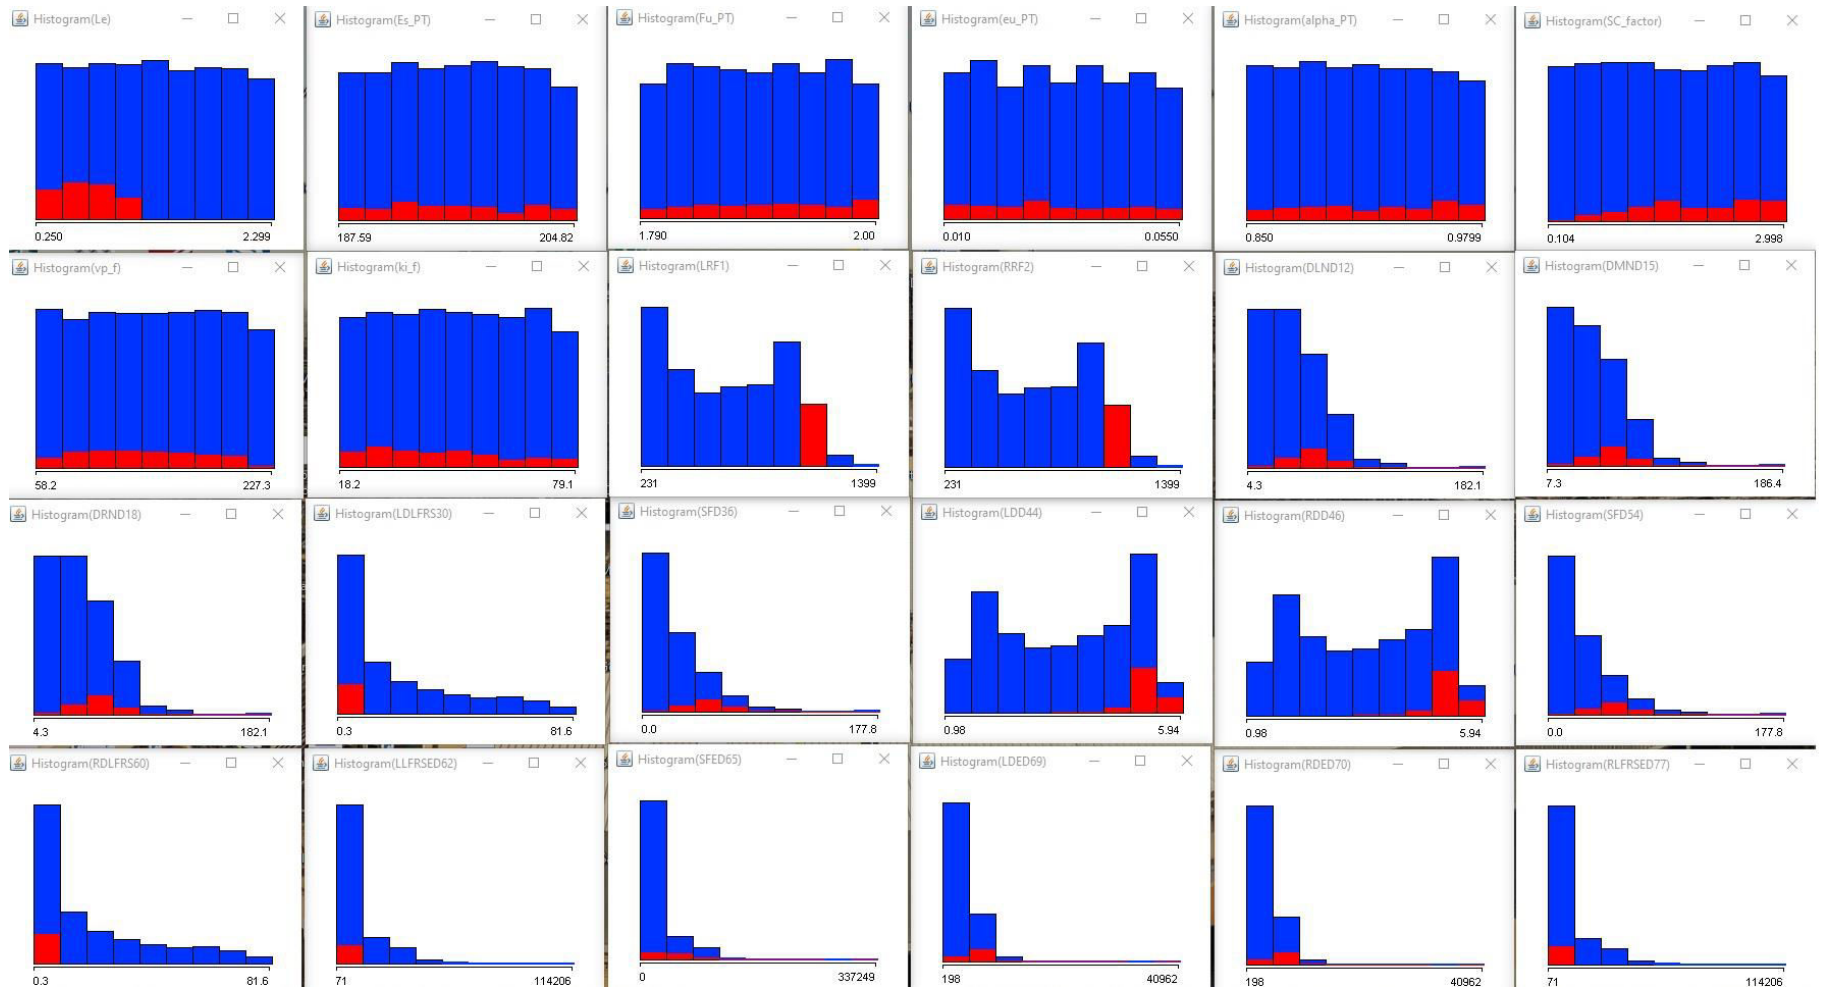 Histogram(Le)
0.250 2.299
Histogram(Es_PT)
187.59 204.82
Histogram(Fu_PT)
1.790 2.00
Histogram(eu_PT)
0.010 0.0550
Histogram(alpha_PT)
0.850 0.9799
Histogram(SC_factor)
0.104 2.998
Histogram(vp_f)
58.2 227.3
Histogram(ki_f)
18.2 79.1
Histogram(LRF1)
231 1399
Histogram(RRF2)
231 1399
Histogram(DLND12)
4.3 182.1
Histogram(DMND15)
7.3 186.4
Histogram(DRND18)
4.3 182.1
Histogram(LDLFRS30)
0.3 81.6
Histogram(SFD36)
0.0 177.8
Histogram(LDD44)
0.98 5.94
Histogram(RDD46)
0.98 5.94
Histogram(SFD54)
0.0 177.8
Histogram(RDLFRS60)
0.3 81.6
Histogram(LLFRSED62)
71 114206
Histogram(SFED65)
0 337249
Histogram(LDED69)
198 40962
Histogram(RDED70)
198 40962
Histogram(RLFRSED77)
71 114206